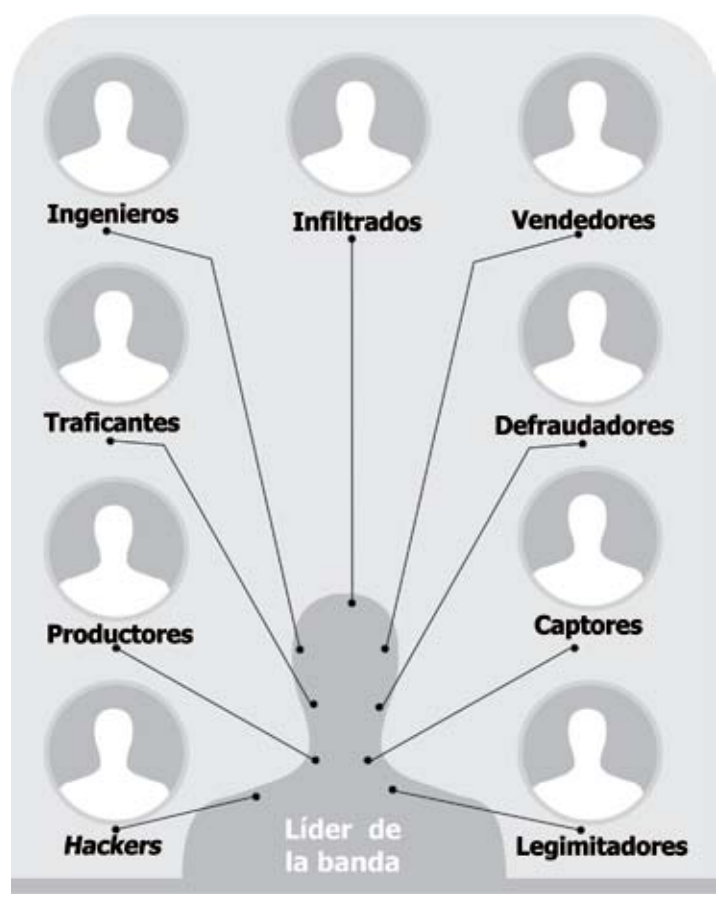 Ingenieros
Infiltrados
Vendedores
Traficantes
Defraudadores
Productores
Captores
Hackers
Legimitadores
Líder de
la banda